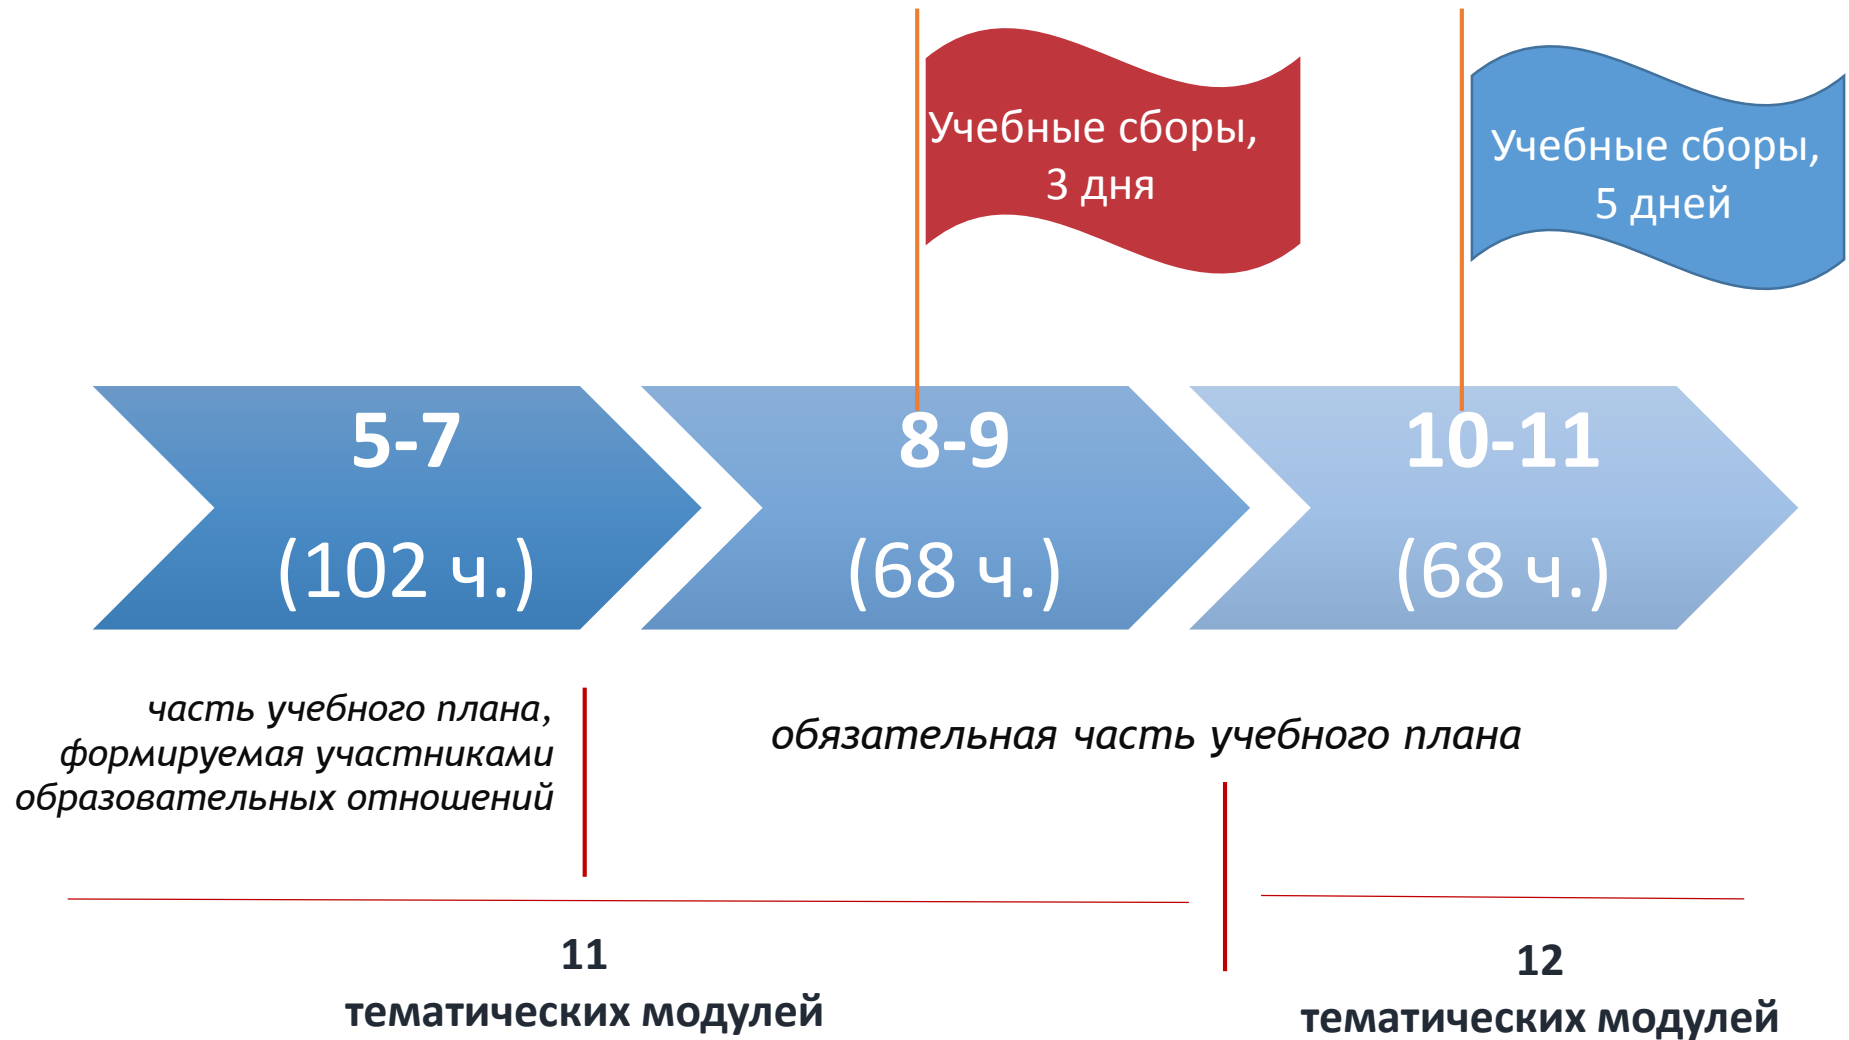 Учебные сборы,
3 дня
Учебные сборы,
5 дней
5-7
(102 ч.)
8-9
(68 ч.)
10-11
(68 ч.)
часть учебного плана,
формируемая участниками
образовательных отношений
обязательная часть учебного плана
11
тематических модулей
12
тематических модулей